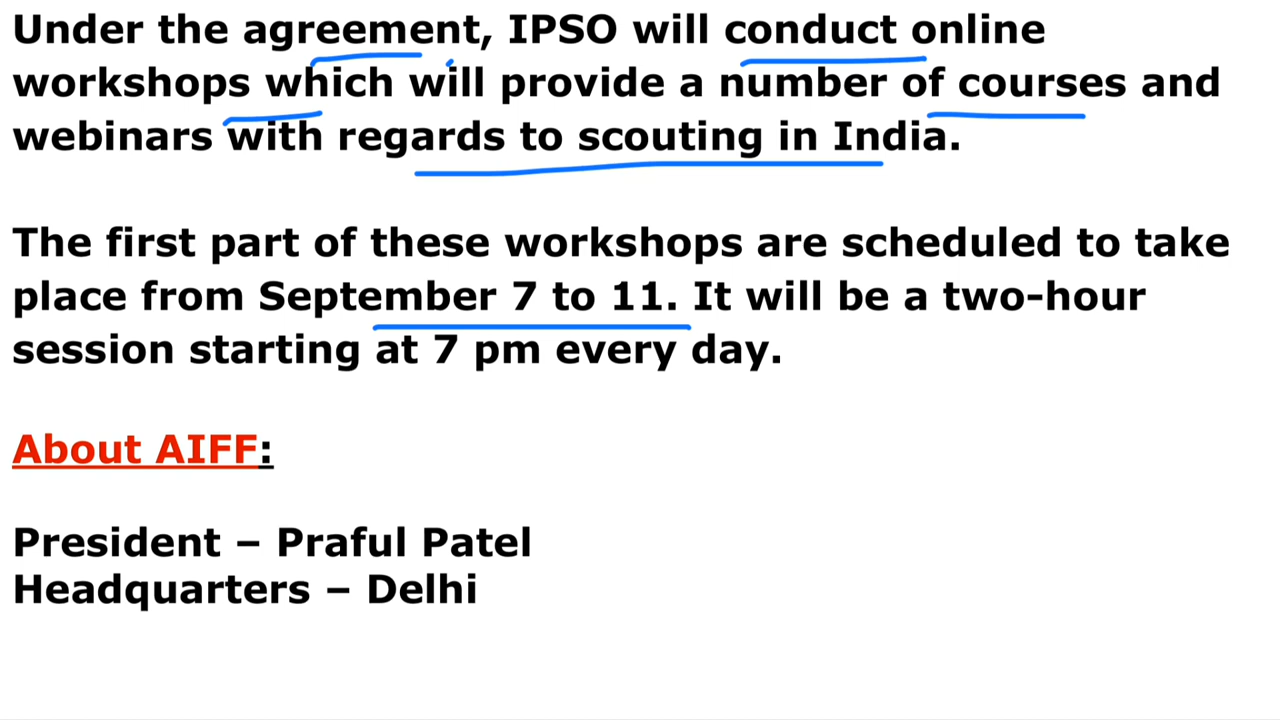 Under the agreement, IPSO will conduct online
workshops which will provide a number of courses and
webinars with regards to scouting in India.
The first part of these workshops are scheduled to take
place from September 7 to 11. It will be a two-hour
session starting at 7 pm every day.
About AIFF:
President – Praful Patel
Headquarters – Delhi